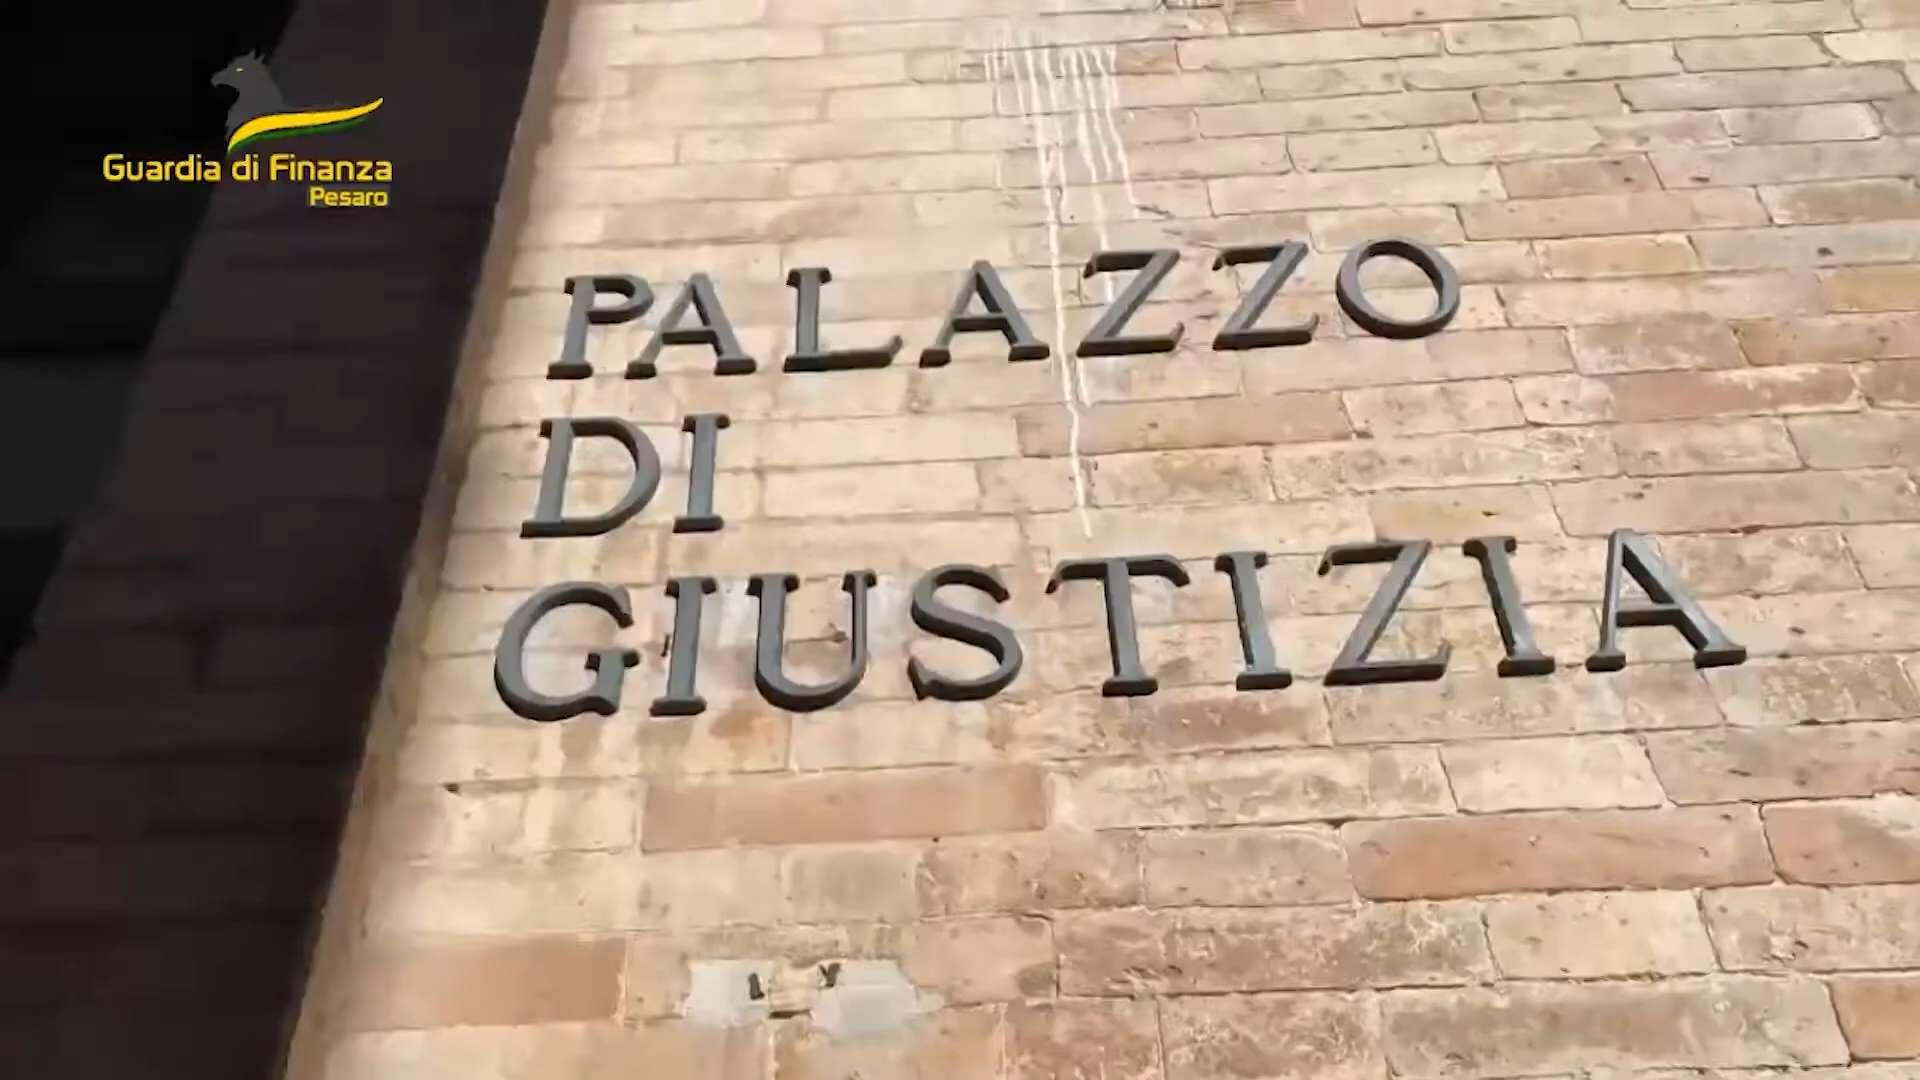 Guardia di Finanza
Pesaro
PALAZZO
DI
GIUSTIZIA